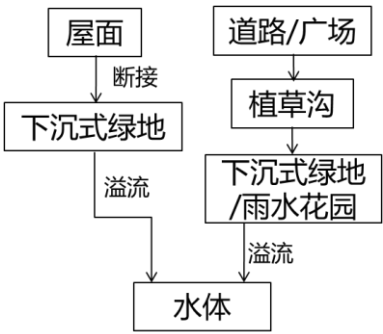 屋面
道路/广场
断接
植草沟
下沉式绿地
下沉式绿地
/雨水花园
溢流
溢流
水体